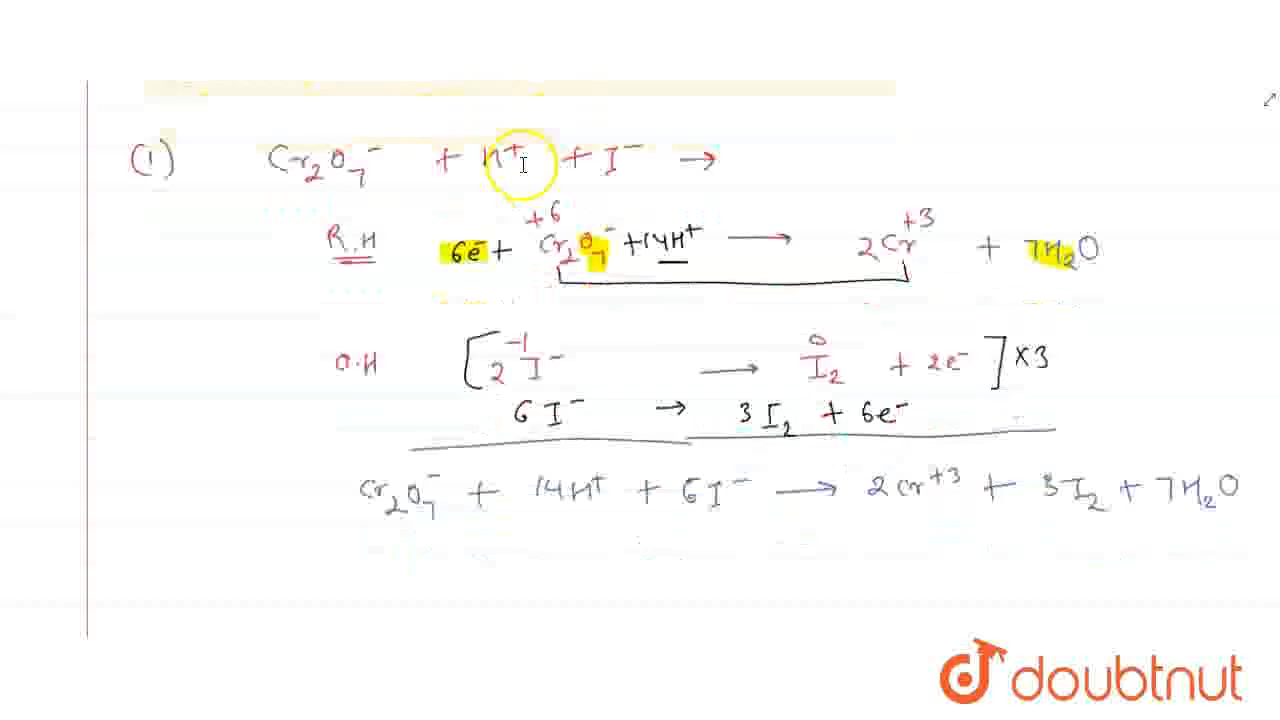 (1) Cr₂O₇⁻ + H⁺ + I⁻ →
+6 +3
R.H 6e⁻ + Cr₂O₇⁻ + 14H⁺ → 2Cr + 7H₂O
-1 0
O.H [2I⁻ → I₂ + 2e⁻] × 3
6I⁻ → 3I₂ + 6e⁻
Cr₂O₇⁻ + 14H⁺ + 6I⁻ → 2Cr⁺³ + 3I₂ + 7H₂O
doubtnut